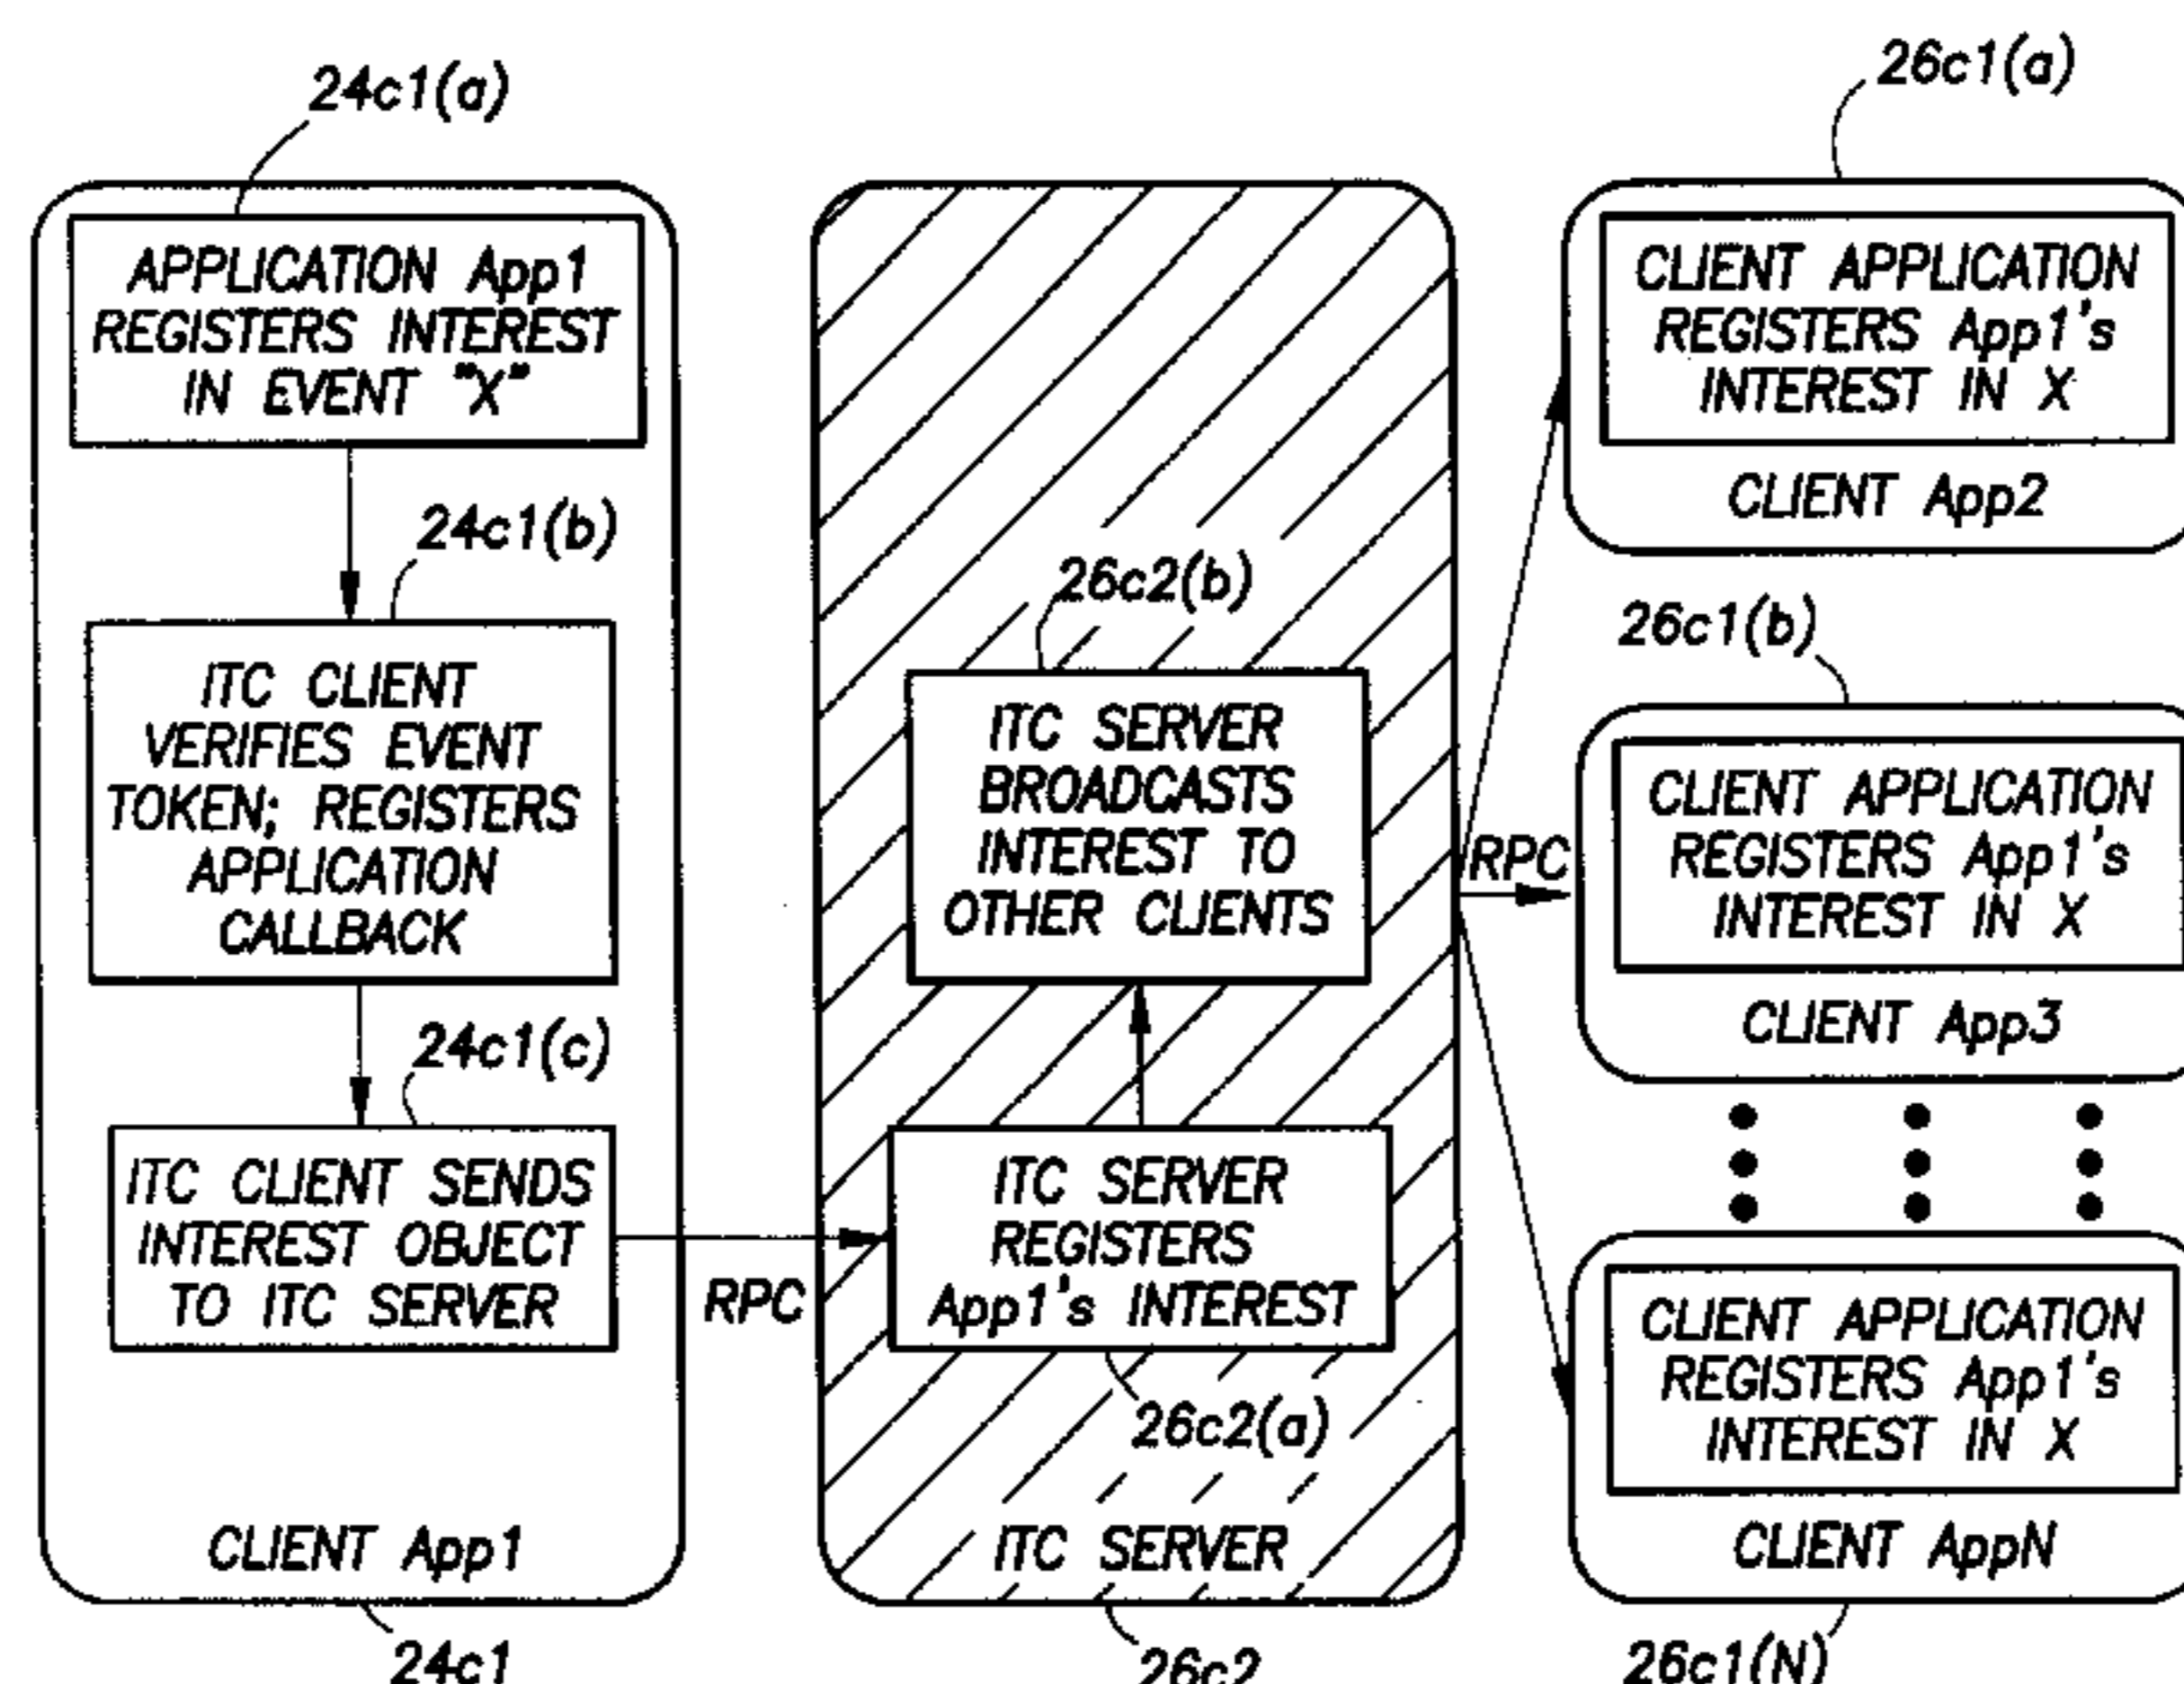 24c1(a)
APPLICATION App1
REGISTERS INTEREST
IN EVENT "X"
24c1(b)
ITC CLIENT
VERIFIES EVENT
TOKEN; REGISTERS
APPLICATION
CALLBACK
24c1(c)
ITC CLIENT SENDS
INTEREST OBJECT
TO ITC SERVER
CLIENT App1
24c1
RPC
26c2(b)
ITC SERVER
BROADCASTS
INTEREST TO
OTHER CLIENTS
ITC SERVER
REGISTERS
App1's INTEREST
26c2(a)
ITC SERVER
26c2
RPC
26c1(a)
CLIENT APPLICATION
REGISTERS App1's
INTEREST IN X
CLIENT App2
26c1(b)
CLIENT APPLICATION
REGISTERS App1's
INTEREST IN X
CLIENT App3
CLIENT APPLICATION
REGISTERS App1's
INTEREST IN X
CLIENT AppN
26c1(N)